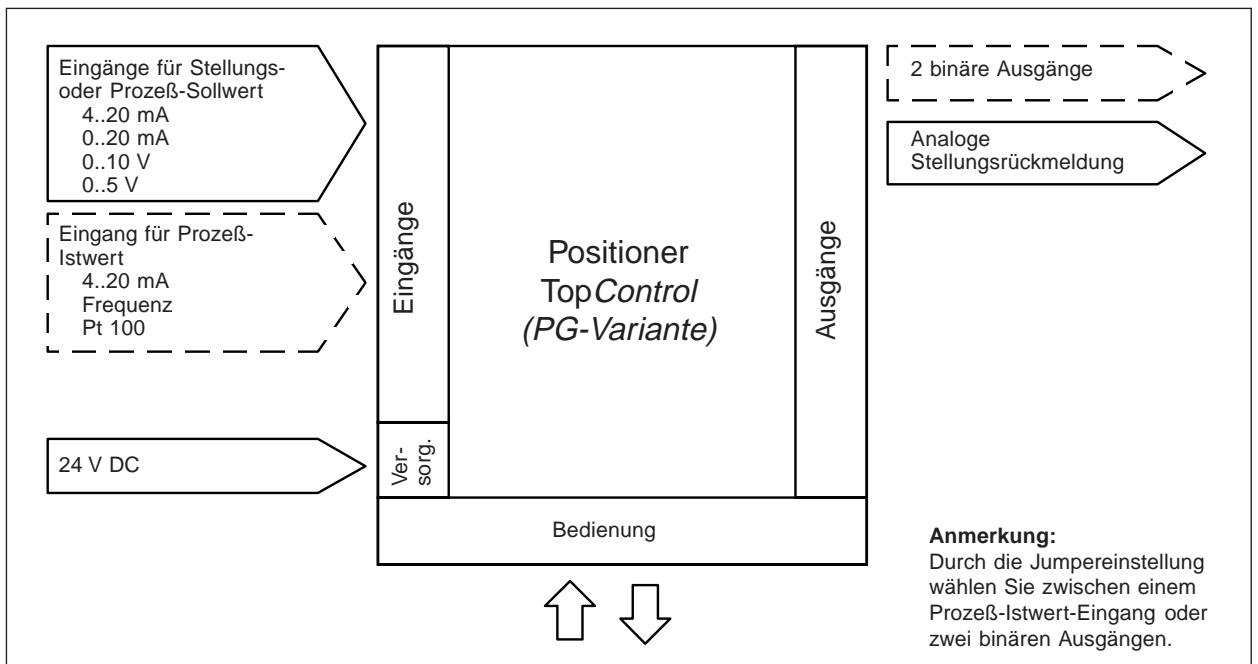 Eingänge für Stellungs-
oder Prozeß-Sollwert
4..20 mA
0..20 mA
0..10 V
0..5 V
Eingang für Prozeß-
Istwert
4..20 mA
Frequenz
Pt 100
24 V DC
Eingänge
Ver-
sorg.
Positioner
TopControl
(PG-Variante)
Ausgänge
Bedienung
2 binäre Ausgänge
Analoge
Stellungsrückmeldung
Anmerkung:
Durch die Jumpereinstellung
wählen Sie zwischen einem
Prozeß-Istwert-Eingang oder
zwei binären Ausgängen.